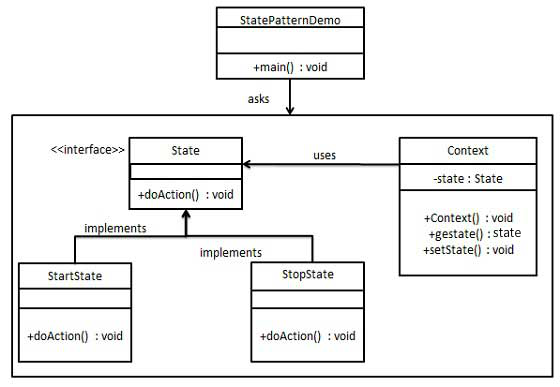 StatePatternDemo
+main() : void
asks
<<interface>>
State
+doAction() : void
uses
Context
-state : State
+Context() : void
+gestate() : state
+setState() : void
implements
implements
StartState
+doAction() : void
StopState
+doAction() : void